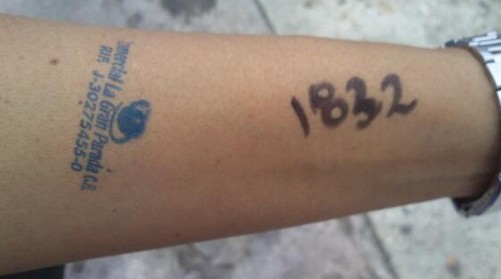 Comercial La Gran Parada C.A.
RIF. J-30275455-0
1832